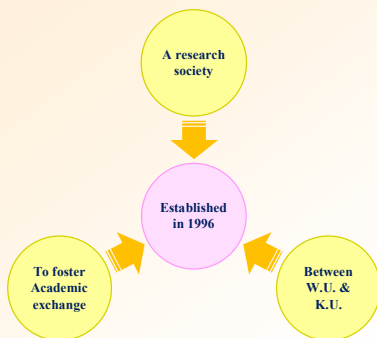 A research
society
Established
in 1996
To foster
Academic
exchange
Between
W.U. &
K.U.